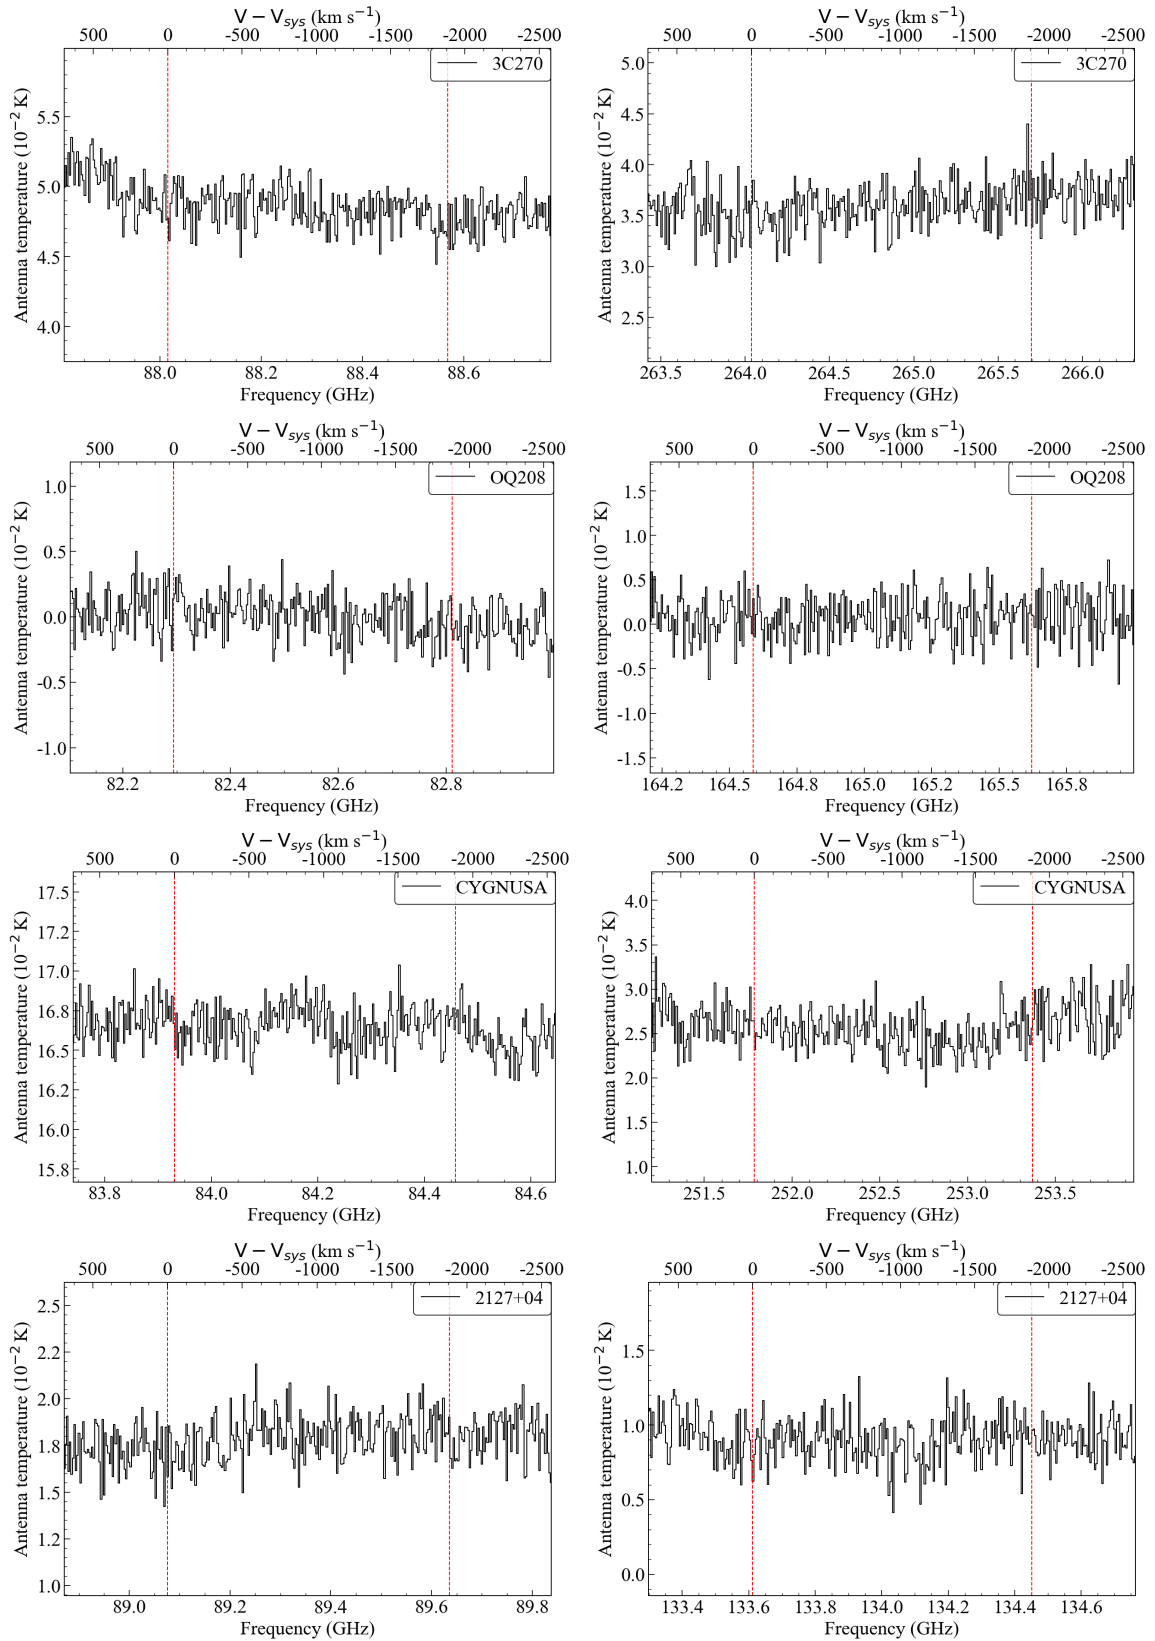 V − Vsys (km s−1)
500 0 -500 -1000 -1500 -2000 -2500
3C270
Antenna temperature (10−2 K)
5.5
5.0
4.5
4.0
88.0 88.2 88.4 88.6
Frequency (GHz)
V − Vsys (km s−1)
500 0 -500 -1000 -1500 -2000 -2500
3C270
Antenna temperature (10−2 K)
5.0
4.5
4.0
3.5
3.0
2.5
263.5 264.0 264.5 265.0 265.5 266.0
Frequency (GHz)
V − Vsys (km s−1)
500 0 -500 -1000 -1500 -2000 -2500
OQ208
Antenna temperature (10−2 K)
1.0
0.5
0.0
-0.5
-1.0
82.2 82.4 82.6 82.8
Frequency (GHz)
V − Vsys (km s−1)
500 0 -500 -1000 -1500 -2000 -2500
OQ208
Antenna temperature (10−2 K)
1.5
1.0
0.5
0.0
-0.5
-1.0
-1.5
164.2 164.5 164.8 165.0 165.2 165.5 165.8
Frequency (GHz)
V − Vsys (km s−1)
500 0 -500 -1000 -1500 -2000 -2500
CYGNUSA
Antenna temperature (10−2 K)
17.5
17.2
17.0
16.8
16.5
16.2
16.0
15.8
83.8 84.0 84.2 84.4 84.6
Frequency (GHz)
V − Vsys (km s−1)
500 0 -500 -1000 -1500 -2000 -2500
CYGNUSA
Antenna temperature (10−2 K)
4.0
3.5
3.0
2.5
2.0
1.5
1.0
251.5 252.0 252.5 253.0 253.5
Frequency (GHz)
V − Vsys (km s−1)
500 0 -500 -1000 -1500 -2000 -2500
2127+04
Antenna temperature (10−2 K)
2.5
2.2
2.0
1.8
1.5
1.2
1.0
89.0 89.2 89.4 89.6 89.8
Frequency (GHz)
V − Vsys (km s−1)
500 0 -500 -1000 -1500 -2000 -2500
2127+04
Antenna temperature (10−2 K)
1.5
1.0
0.5
0.0
133.4 133.6 133.8 134.0 134.2 134.4 134.6
Frequency (GHz)